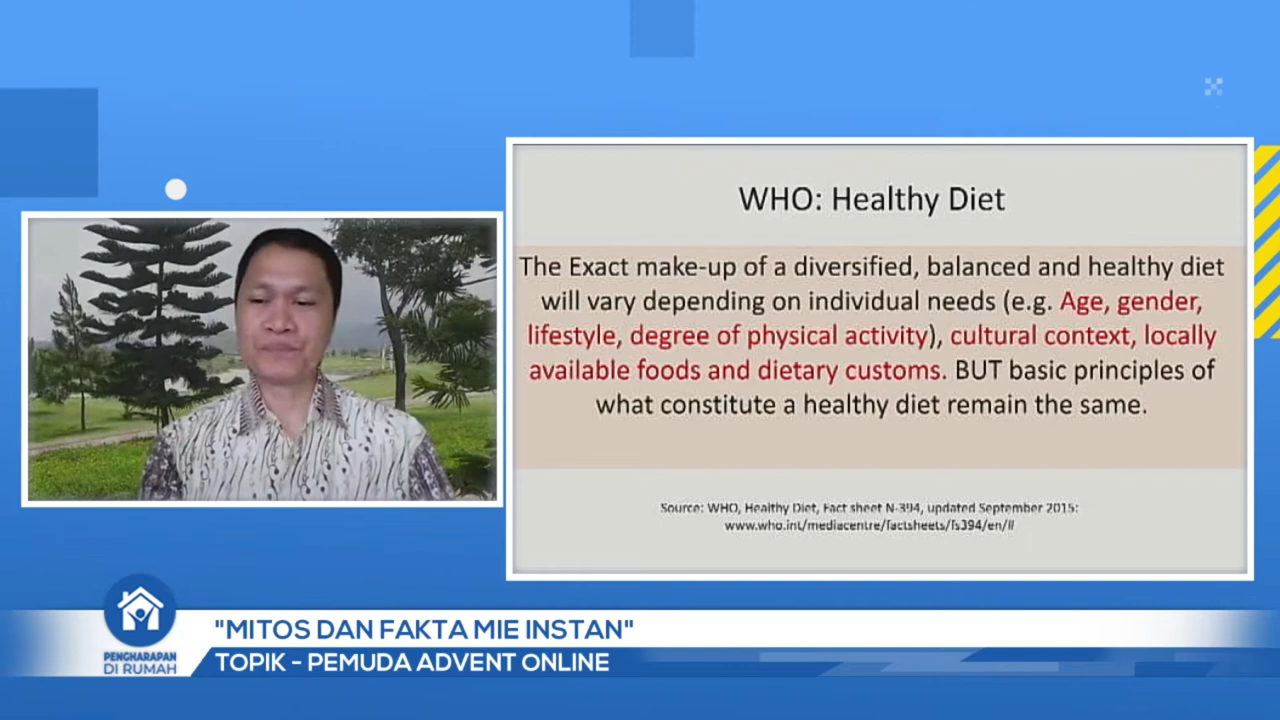 WHO: Healthy Diet
The Exact make-up of a diversified, balanced and healthy diet
will vary depending on individual needs (e.g. Age, gender,
lifestyle, degree of physical activity), cultural context, locally
available foods and dietary customs. BUT basic principles of
what constitute a healthy diet remain the same.
Source: WHO, Healthy Diet, Fact sheet N-394, updated September 2015:
www.who.int/mediacentre/factsheets/fs394/en/#
"MITOS DAN FAKTA MIE INSTAN"
PENGHARAPAN
DI RUMAH
TOPIK - PEMUDA ADVENT ONLINE